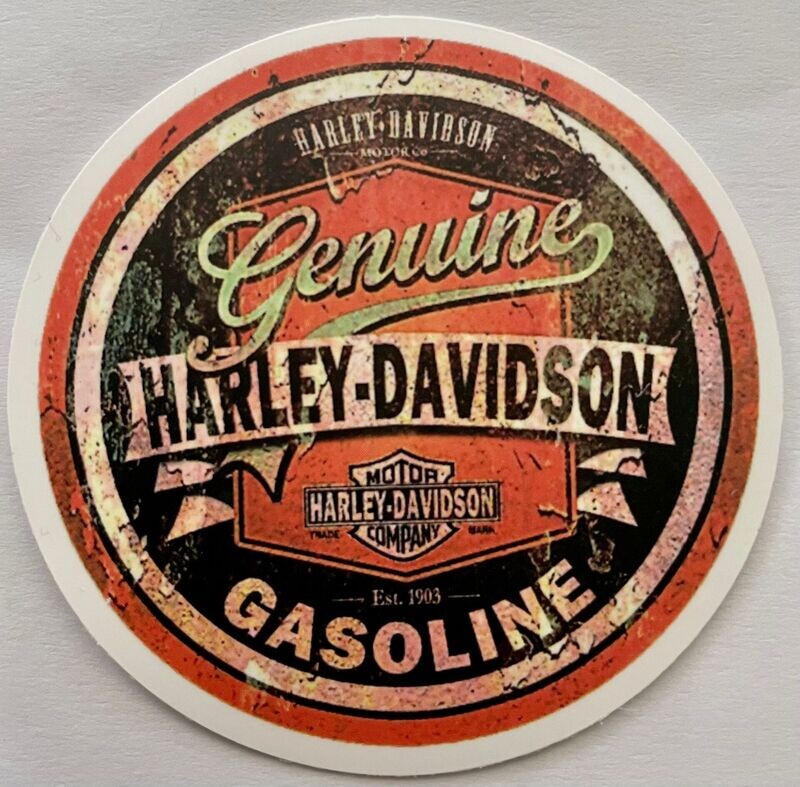 HARLEY-DAVIDSON
MOTOR Co
Genuine
HARLEY-DAVIDSON
MOTOR
HARLEY-DAVIDSON
COMPANY
TRADE MARK
Est. 1903
GASOLINE